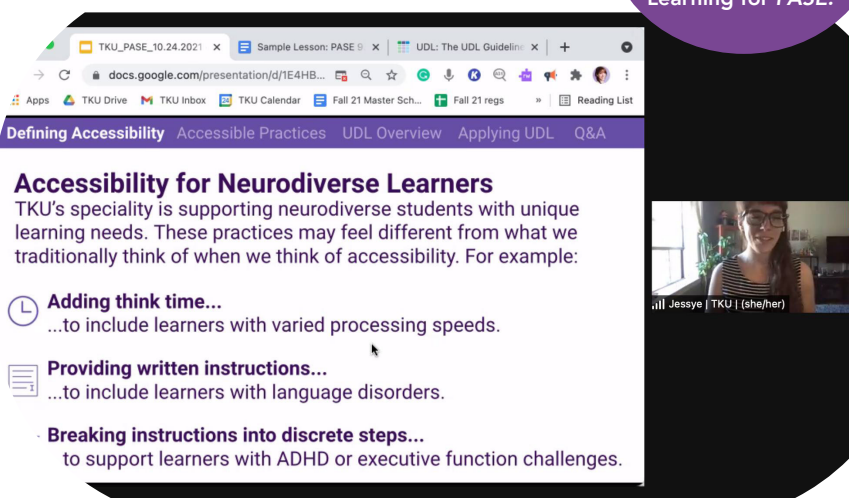 Learning for PASE.
TKU_PASE_10.24.2021
Sample Lesson: PASE 9
UDL: The UDL Guideline
docs.google.com/presentation/d/1E4HB...
Apps TKU Drive TKU Inbox TKU Calendar Fall 21 Master Sch... Fall 21 regs » Reading List
Defining Accessibility Accessible Practices UDL Overview Applying UDL Q&A
Accessibility for Neurodiverse Learners
TKU's speciality is supporting neurodiverse students with unique
learning needs. These practices may feel different from what we
traditionally think of when we think of accessibility. For example:
Adding think time...
...to include learners with varied processing speeds.
Providing written instructions...
...to include learners with language disorders.
Breaking instructions into discrete steps...
to support learners with ADHD or executive function challenges.
Jessye | TKU | (she/her)